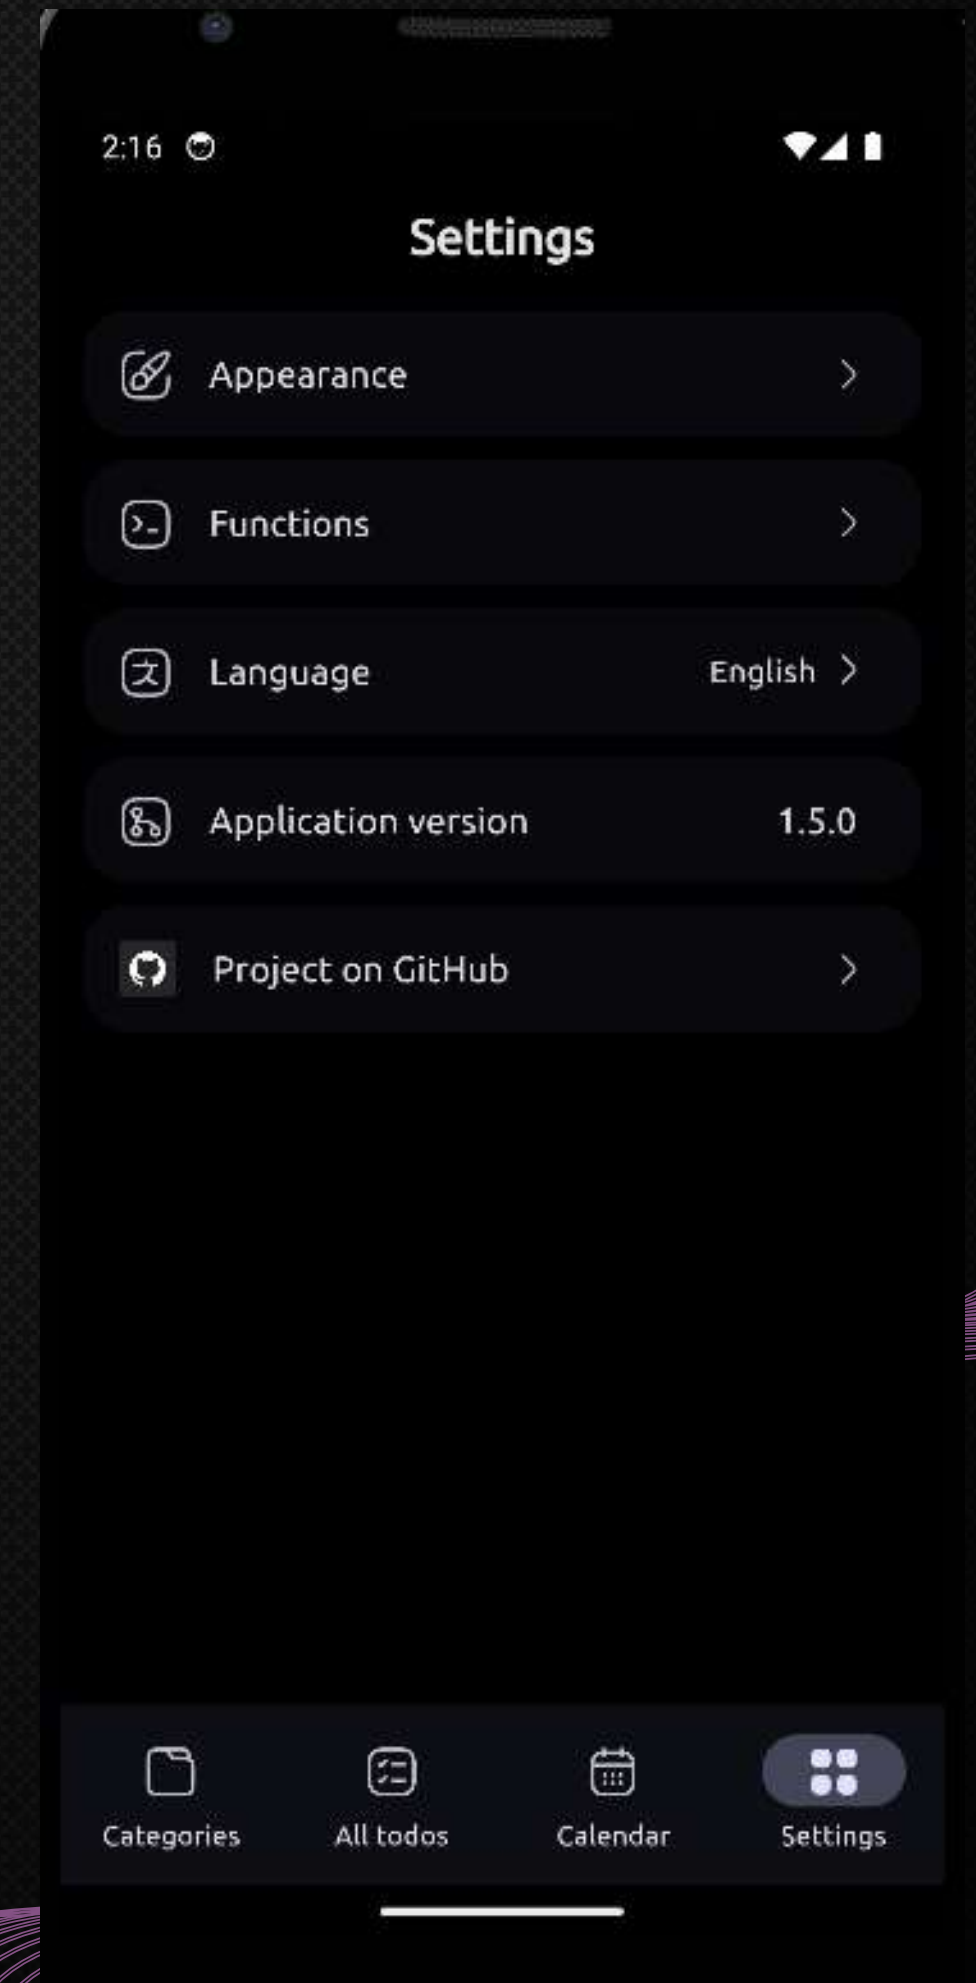 2:16
Settings
Appearance
Functions
Language English
Application version 1.5.0
Project on GitHub
Categories All todos Calendar Settings